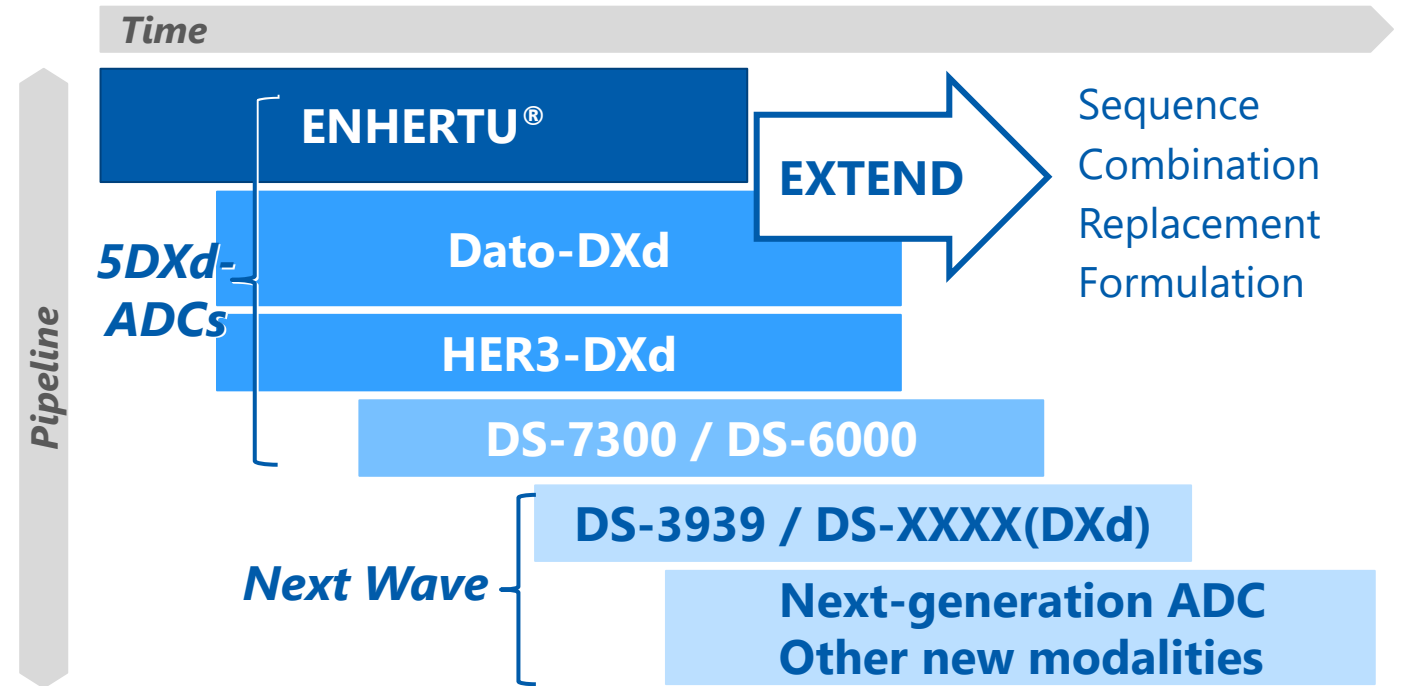 Time
Pipeline
ENHERTU®
EXTEND
Sequence
Combination
Replacement
Formulation
5DXd-
ADCs
Dato-DXd
HER3-DXd
DS-7300 / DS-6000
Next Wave
DS-3939 / DS-XXXX(DXd)
Next-generation ADC
Other new modalities